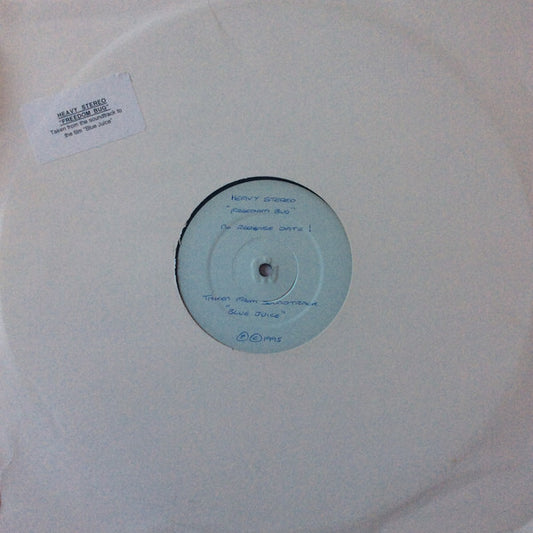 HEAVY STEREO
"FREEDOM BUG"
Taken from the soundtrack to
the film "Blue Juice"
HEAVY STEREO
"FREEDOM BUG"
NO RELEASE DATE !
TAKEN FROM SOUNDTRACK
"BLUE JUICE"
Ⓟ © 1995